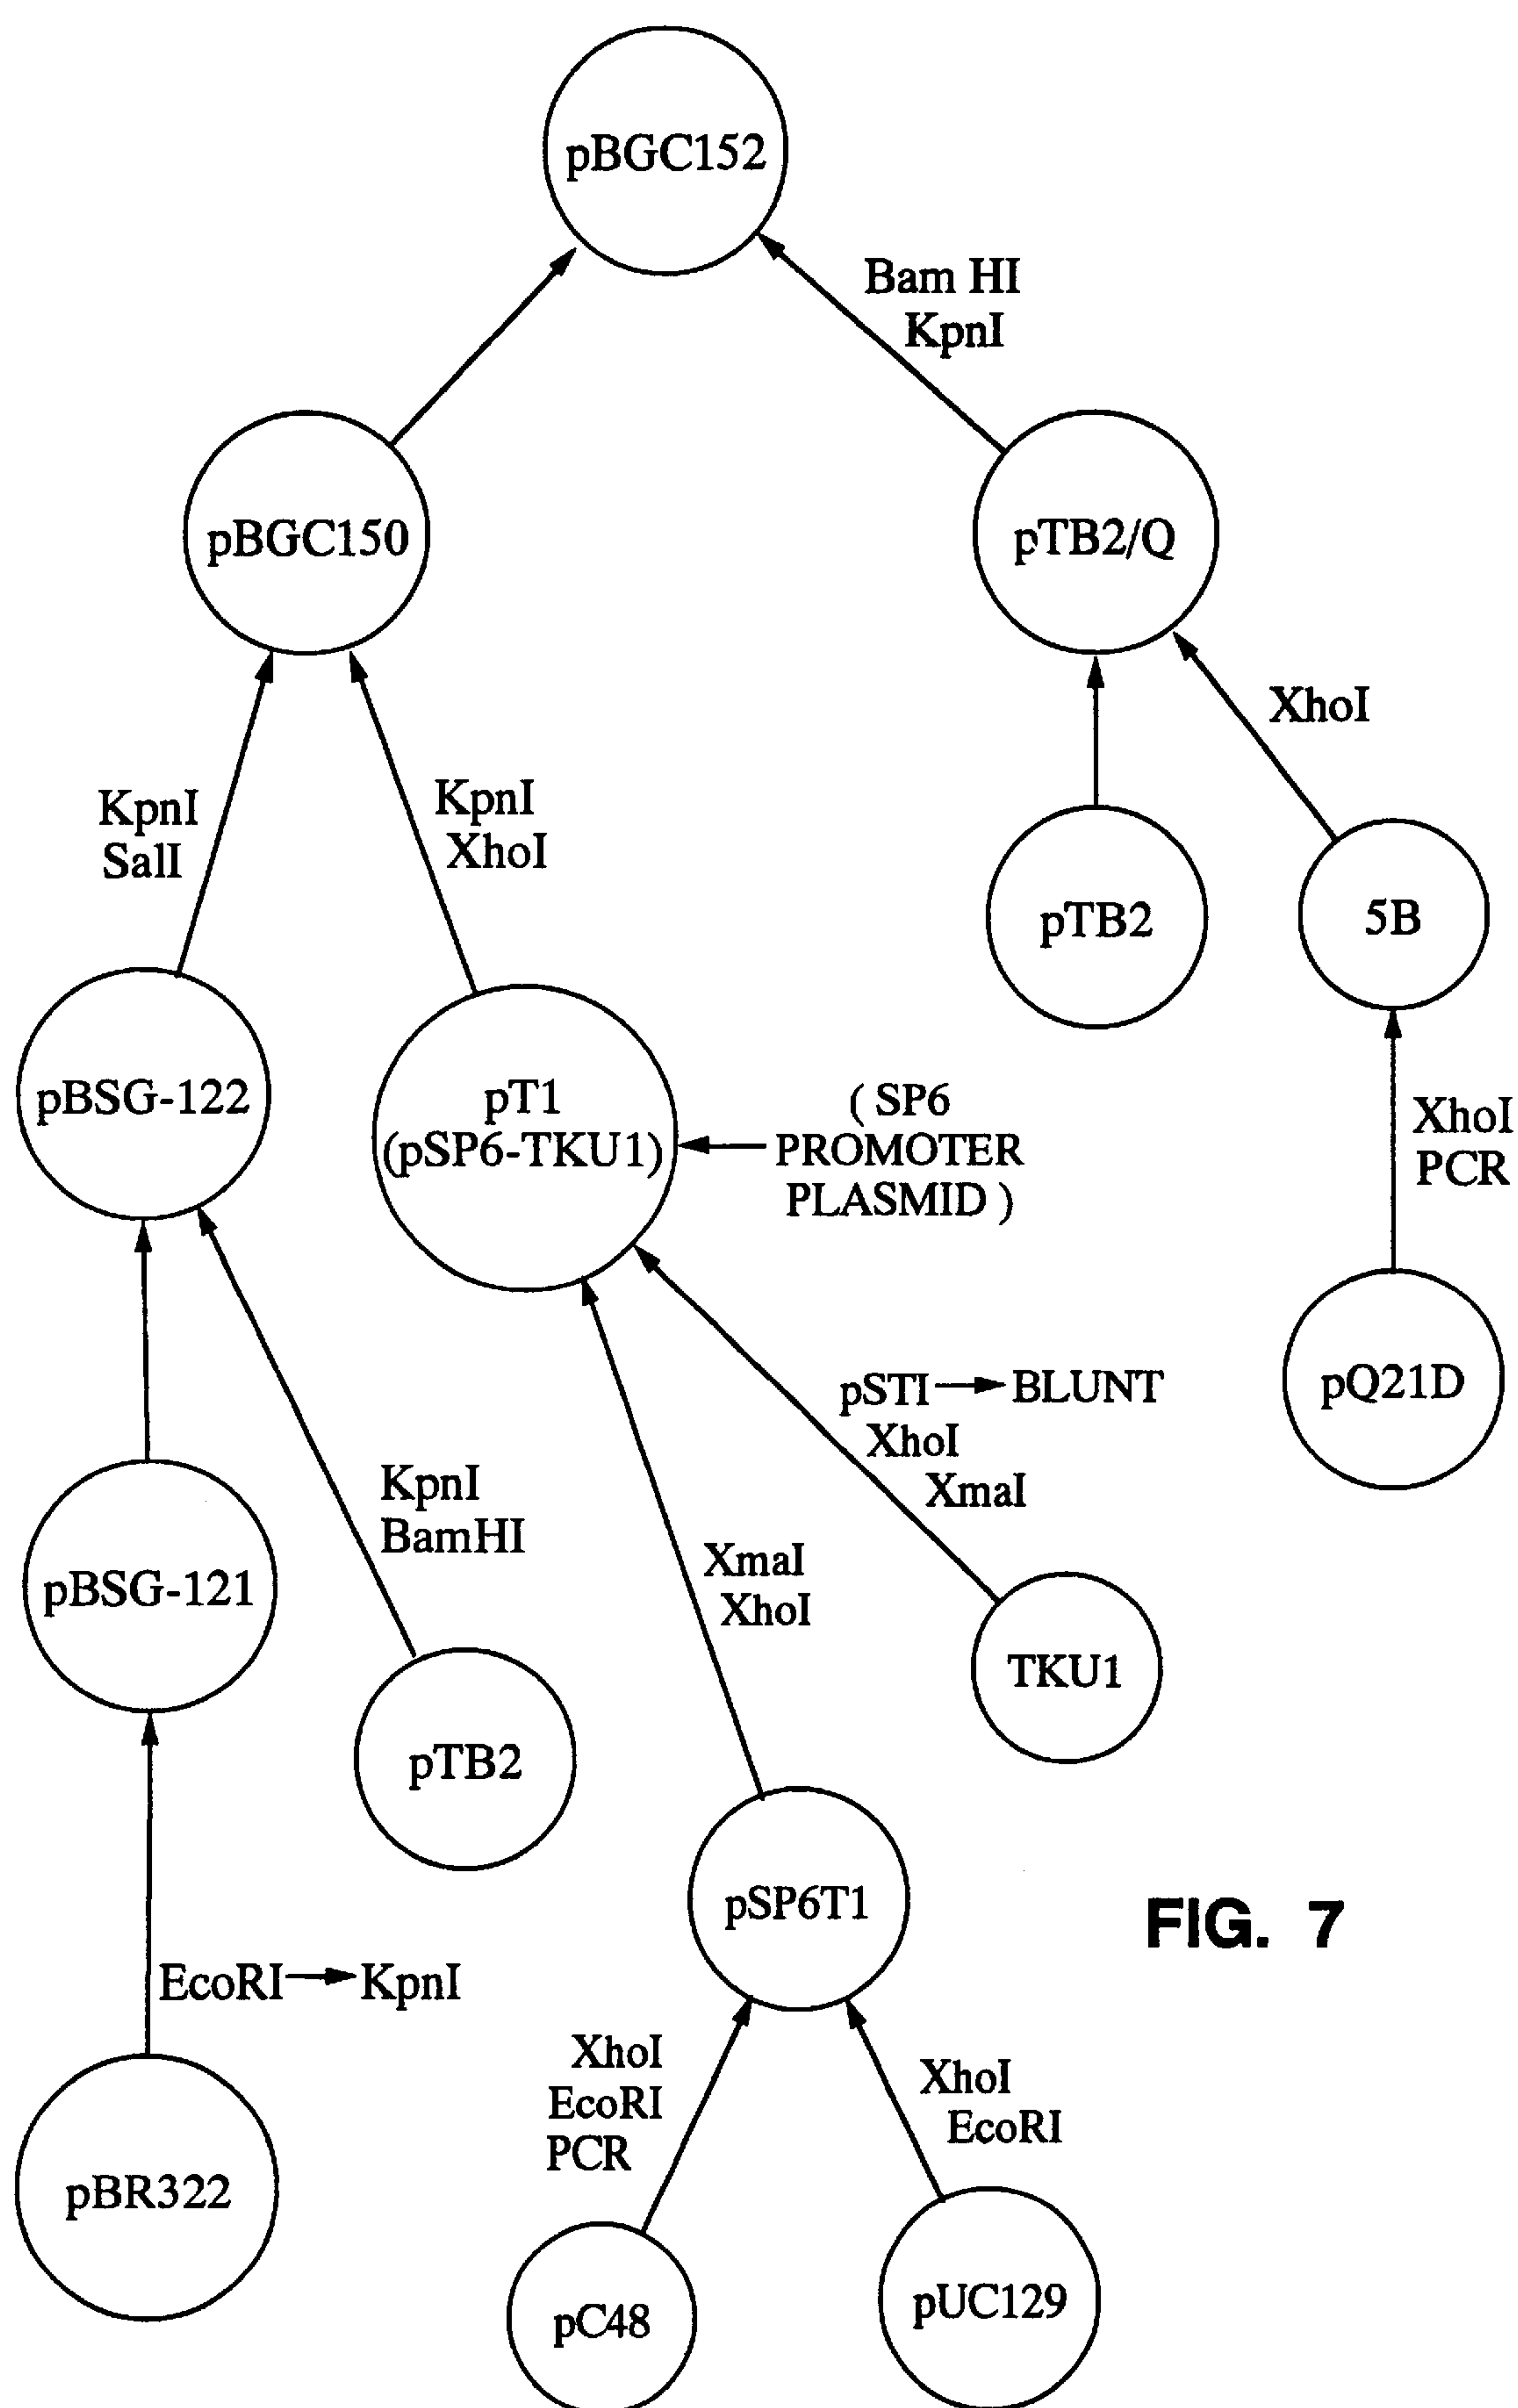 pBGC152
Bam HI
KpnI
pBGC150
pTB2/Q
XhoI
KpnI
SalI
KpnI
XhoI
pTB2
5B
pBSG-122
pT1
(pSP6-TKU1)
( SP6
PROMOTER
PLASMID )
XhoI
PCR
pSTI → BLUNT
XhoI
XmaI
pQ21D
KpnI
BamHI
pBSG-121
XmaI
XhoI
TKU1
pTB2
pSP6T1
FIG. 7
EcoRI → KpnI
XhoI
EcoRI
PCR
XhoI
EcoRI
pBR322
pC48
pUC129